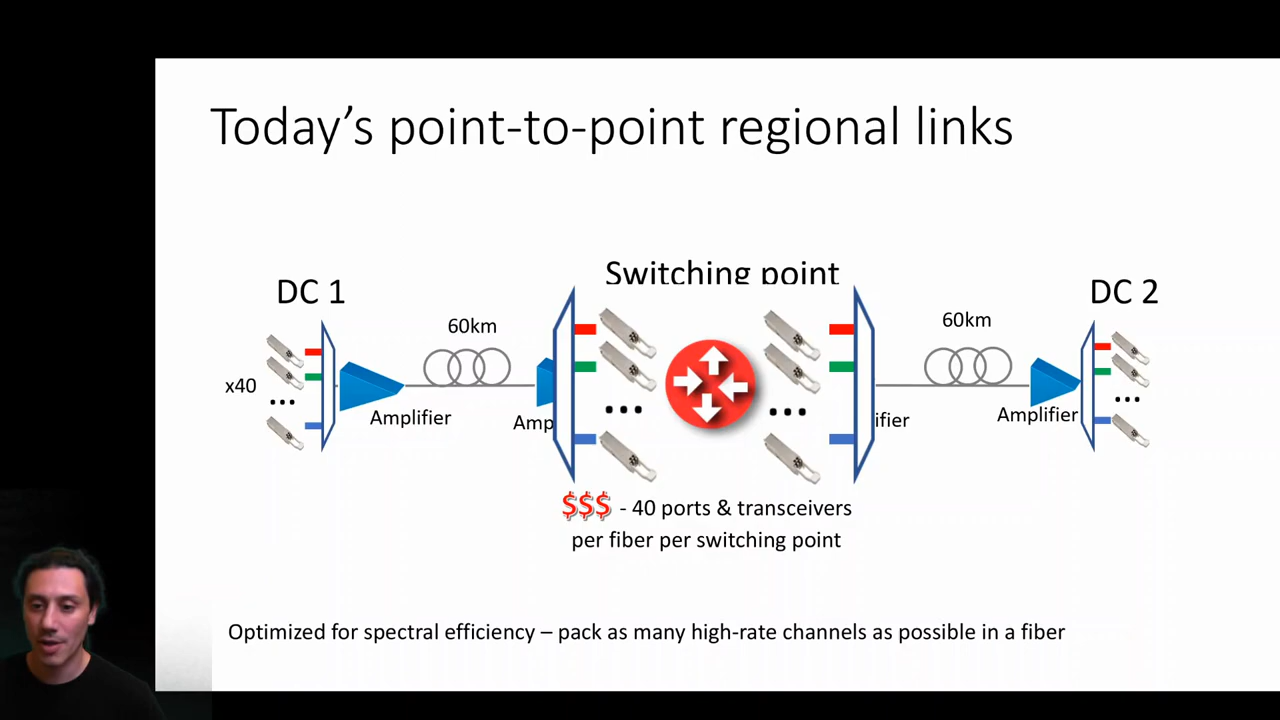 Today's point-to-point regional links
Switching point
DC 1
DC 2
60km
60km
x40
...
...
...
...
Amplifier
Amp
ifier
Amplifier
$$$ - 40 ports & transceivers
per fiber per switching point
Optimized for spectral efficiency – pack as many high-rate channels as possible in a fiber